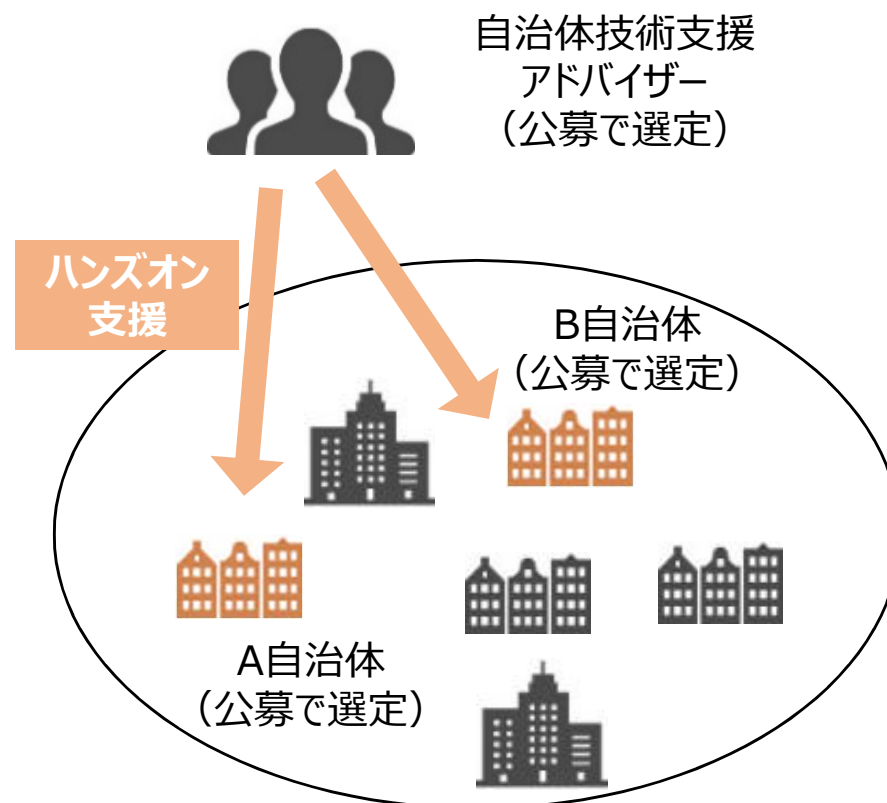 自治体技術支援
アドバイザー
（公募で選定）
ハンズオン
支援
B自治体
（公募で選定）
A自治体
（公募で選定）